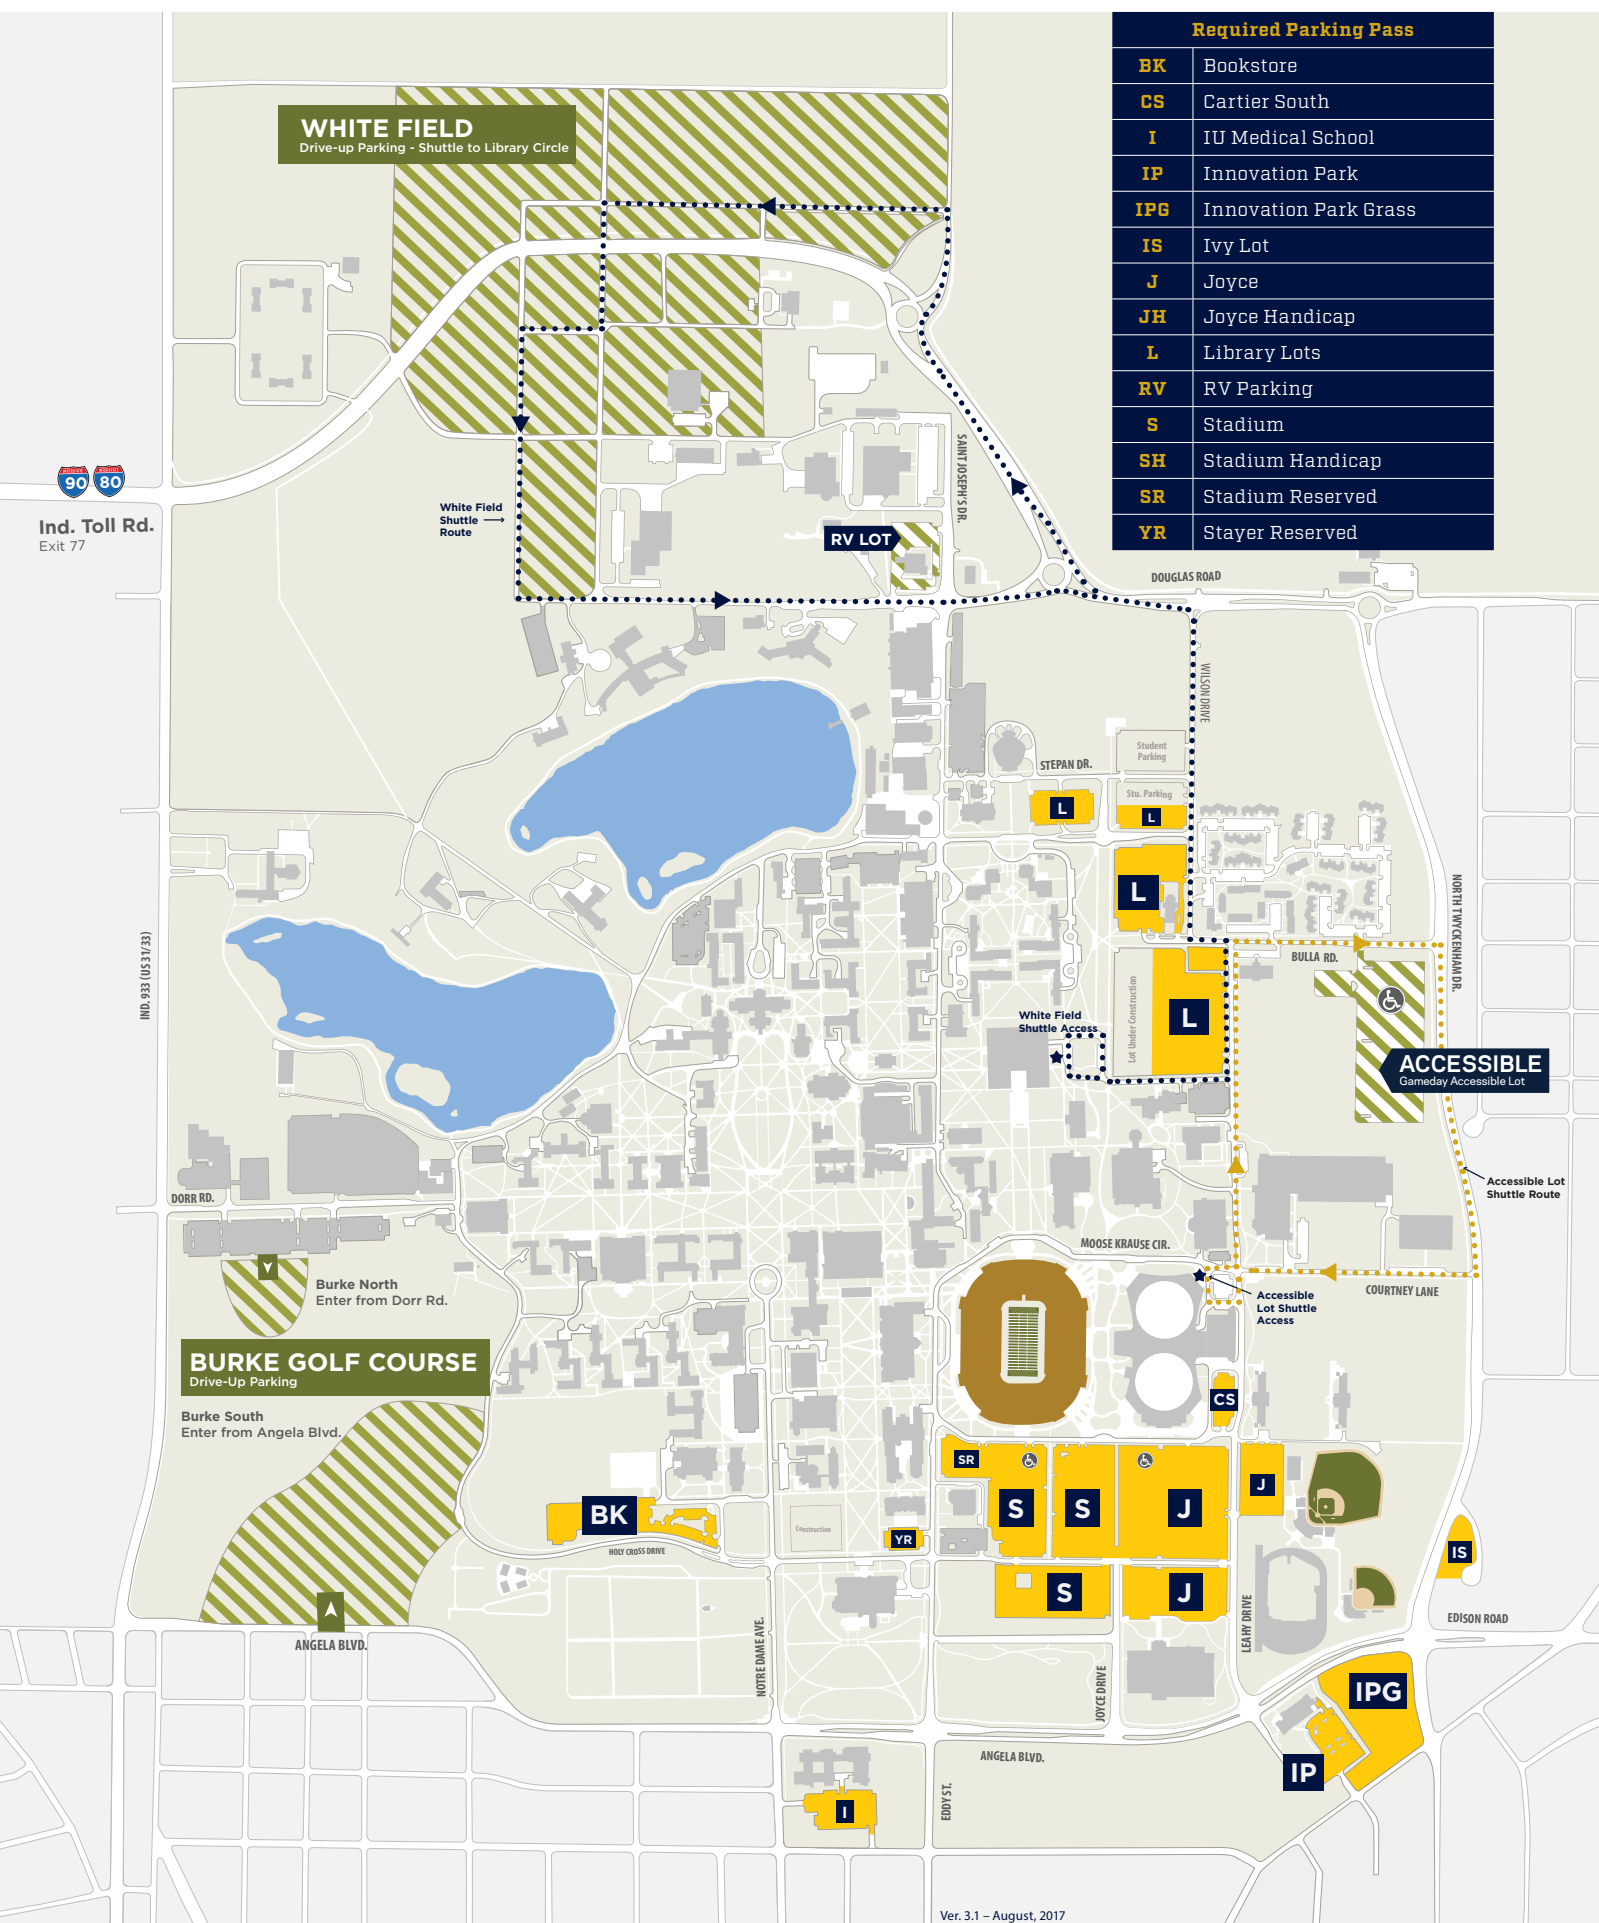 Required Parking Pass
BK Bookstore
CS Cartier South
I IU Medical School
IP Innovation Park
IPG Innovation Park Grass
IS Ivy Lot
J Joyce
JH Joyce Handicap
L Library Lots
RV RV Parking
S Stadium
SH Stadium Handicap
SR Stadium Reserved
YR Stayer Reserved
WHITE FIELD
Drive-up Parking - Shuttle to Library Circle
90 80
Ind. Toll Rd.
Exit 77
White Field
Shuttle
Route
SAINT JOSEPH'S DR.
RV LOT
DOUGLAS ROAD
WILSON DRIVE
Student
Parking
STEPAN DR.
Stu. Parking
L
L
L
NORTH TWYCKENHAM DR.
IND. 933 (US 31/33)
BULLA RD.
Lot Under Construction
L
White Field
Shuttle Access
ACCESSIBLE
Gameday Accessible Lot
Accessible Lot
Shuttle Route
DORR RD.
MOOSE KRAUSE CIR.
COURTNEY LANE
Accessible
Lot Shuttle
Access
Burke North
Enter from Dorr Rd.
BURKE GOLF COURSE
Drive-Up Parking
Burke South
Enter from Angela Blvd.
CS
SR
J
S
S
J
BK
Construction
YR
HOLY CROSS DRIVE
IS
S
J
LEAHY DRIVE
EDISON ROAD
ANGELA BLVD.
NOTRE DAME AVE.
JOYCE DRIVE
IPG
IP
ANGELA BLVD.
EDDY ST.
I
Ver. 3.1 – August, 2017